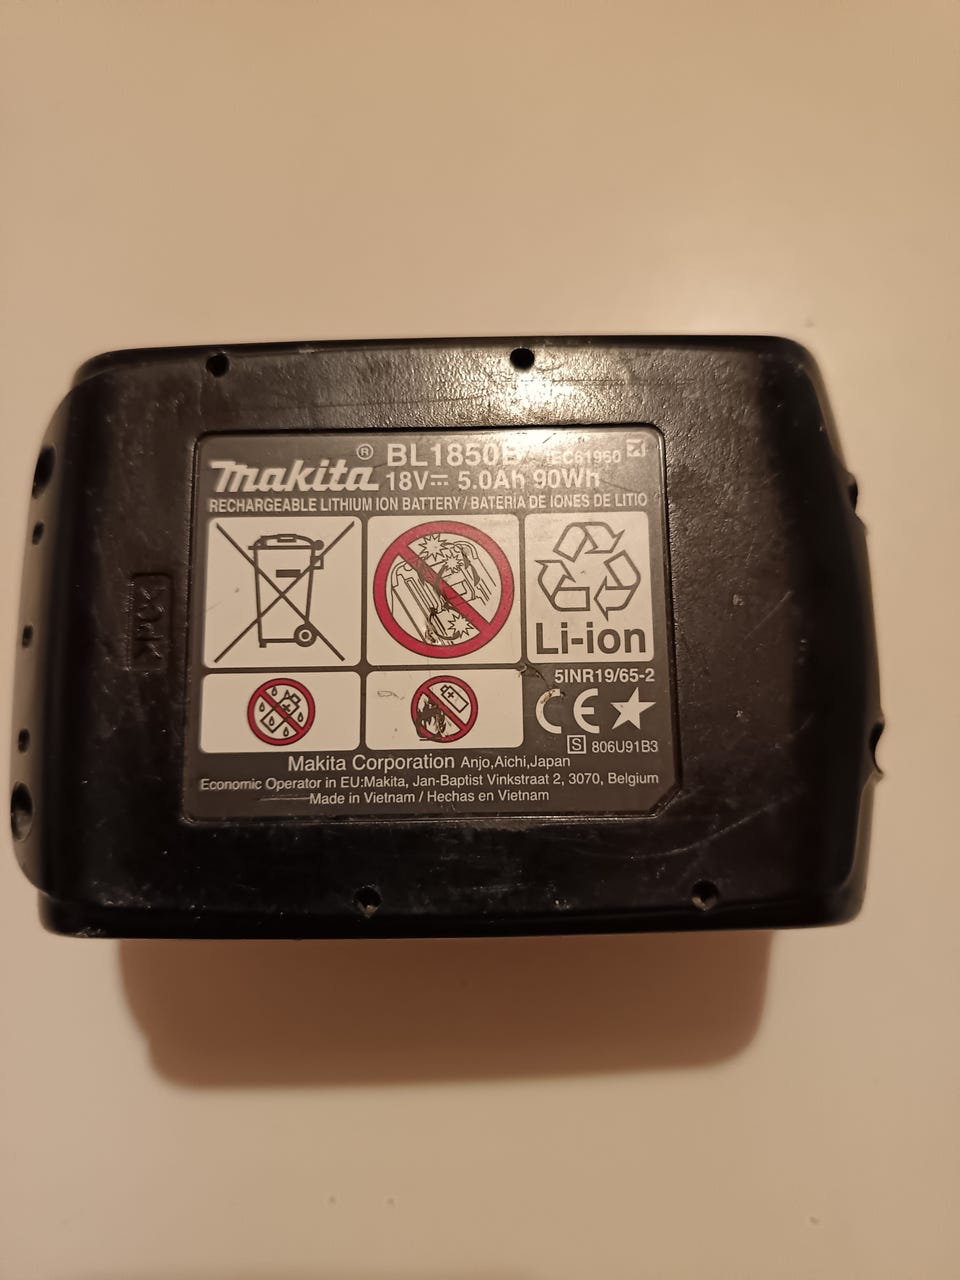 makita® BL1850B IEC61960
18V⎓ 5.0Ah 90Wh
RECHARGEABLE LITHIUM ION BATTERY / BATERÍA DE IONES DE LITIO
Li-ion
5INR19/65-2
CE
S 806U91B3
Makita Corporation Anjo,Aichi,Japan
Economic Operator in EU:Makita, Jan-Baptist Vinkstraat 2, 3070, Belgium
Made in Vietnam / Hechas en Vietnam